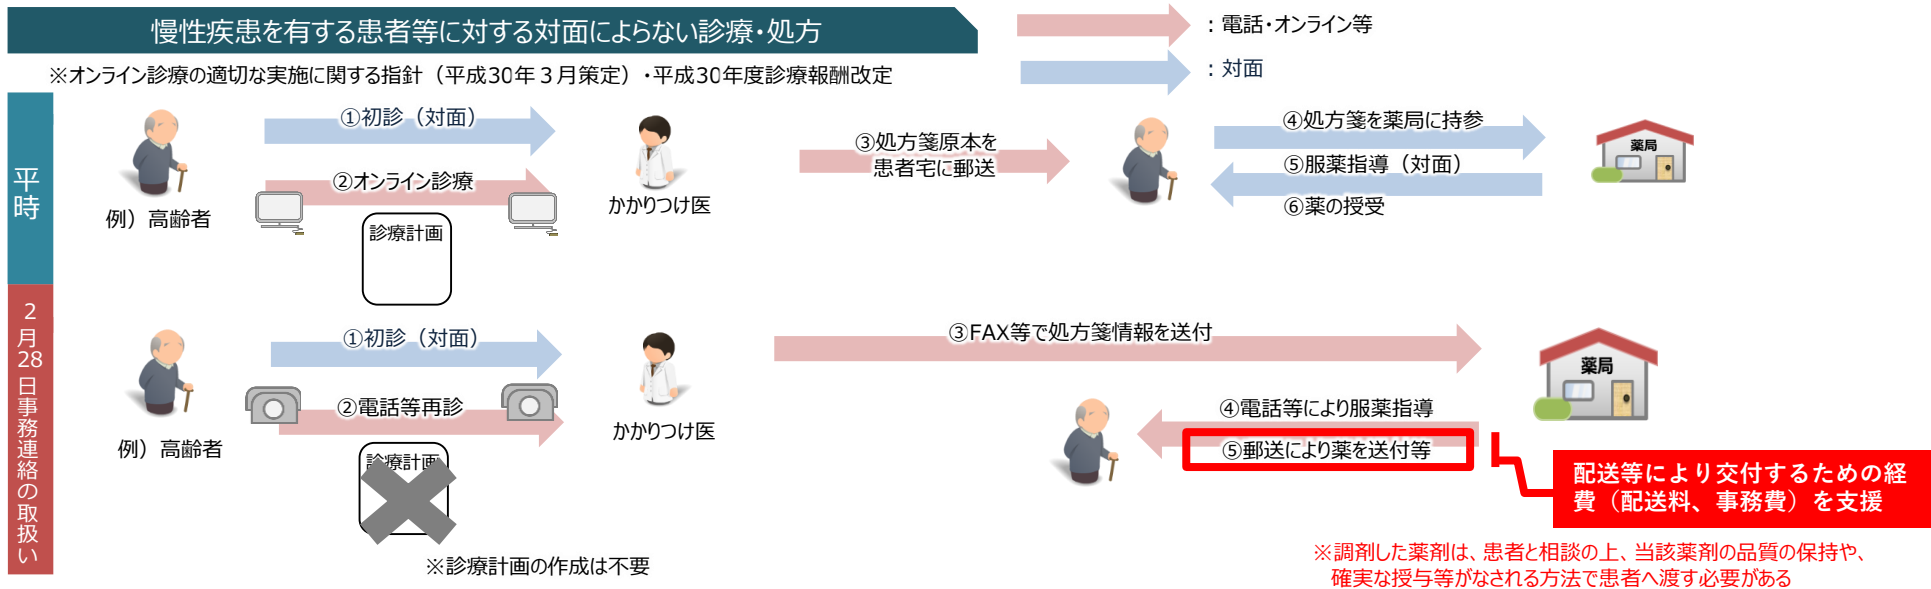 慢性疾患を有する患者等に対する対面によらない診療・処方
：電話・オンライン等
：対面
※オンライン診療の適切な実施に関する指針（平成30年３月策定）・平成30年度診療報酬改定
平時
①初診（対面）
②オンライン診療
例）高齢者
診療計画
かかりつけ医
③処方箋原本を
患者宅に郵送
④処方箋を薬局に持参
⑤服薬指導（対面）
⑥薬の授受
薬局
２月28日事務連絡の取扱い
①初診（対面）
②電話等再診
例）高齢者
診療計画
※診療計画の作成は不要
かかりつけ医
③FAX等で処方箋情報を送付
④電話等により服薬指導
⑤郵送により薬を送付等
薬局
配送等により交付するための経
費（配送料、事務費）を支援
※調剤した薬剤は、患者と相談の上、当該薬剤の品質の保持や、
確実な授与等がなされる方法で患者へ渡す必要がある